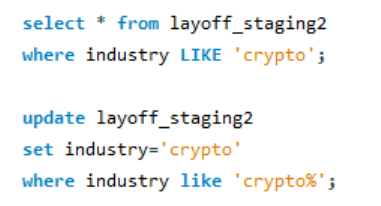 select * from layoff_staging2
where industry LIKE 'crypto';
update layoff_staging2
set industry='crypto'
where industry like 'crypto%';